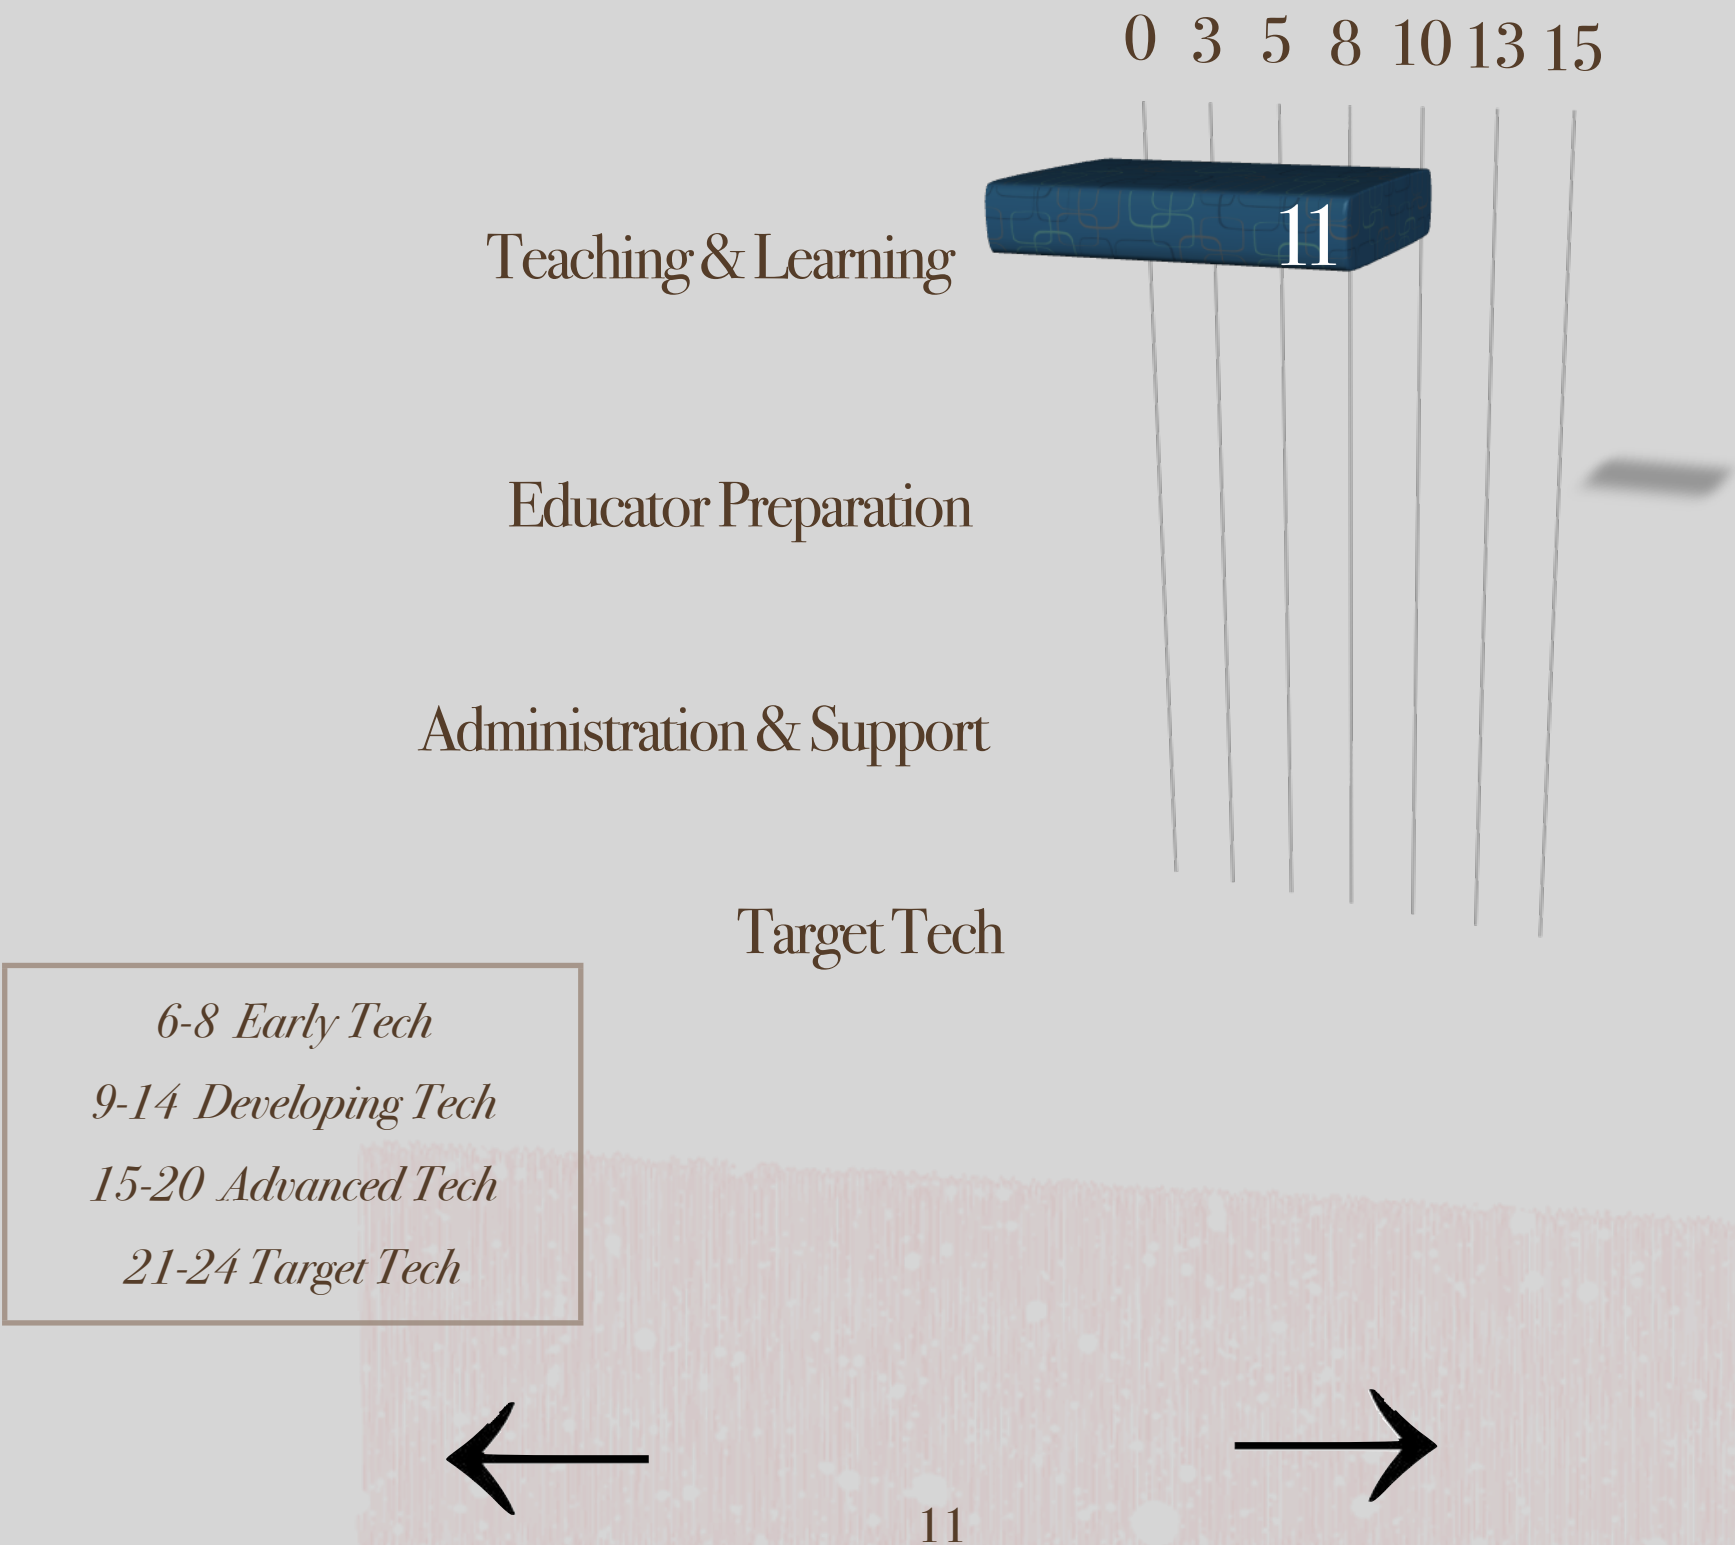 0 3 5 8 10 13 15
11
Teaching & Learning
Educator Preparation
Administration & Support
Target Tech
6-8 Early Tech
9-14 Developing Tech
15-20 Advanced Tech
21-24 Target Tech
11